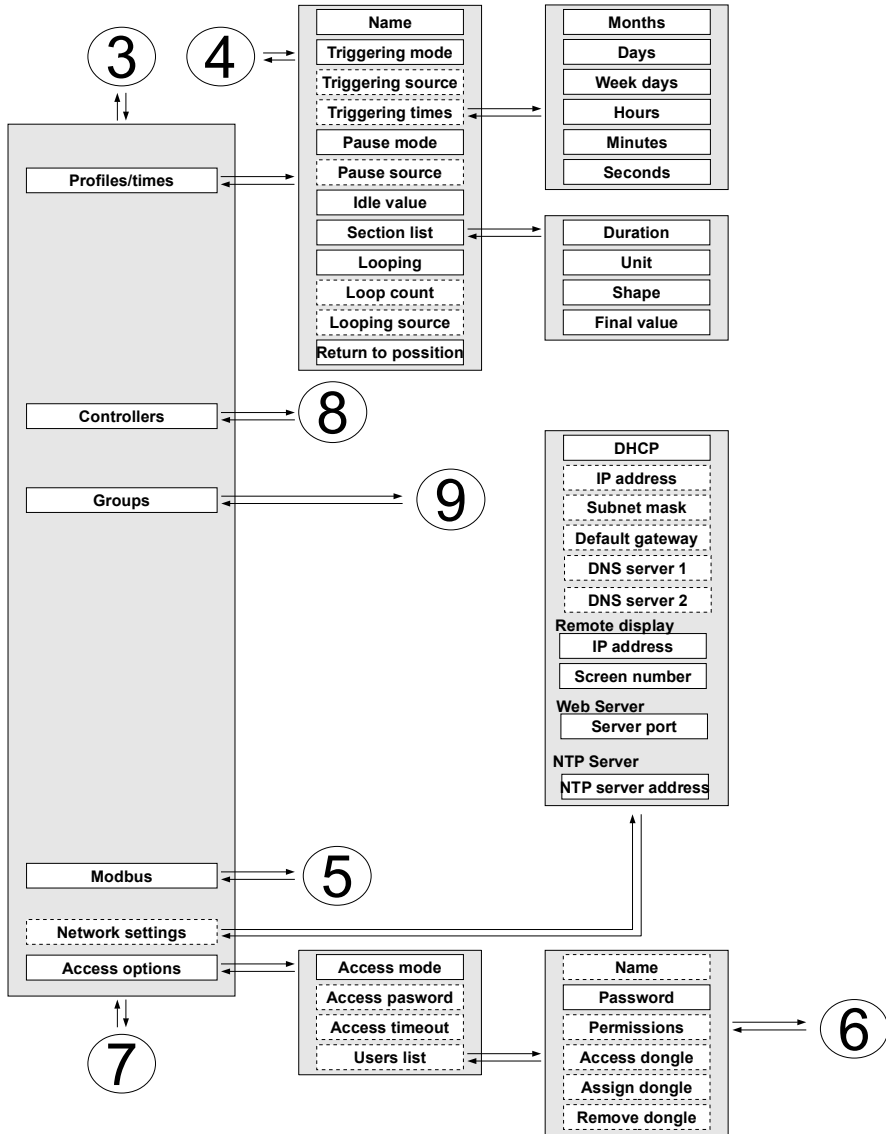 3
4
Name
Triggering mode
Triggering source
Triggering times
Pause mode
Pause source
Idle value
Section list
Looping
Loop count
Looping source
Return to possition
Months
Days
Week days
Hours
Minutes
Seconds
Duration
Unit
Shape
Final value
Profiles/times
Controllers
8
Groups
9
DHCP
IP address
Subnet mask
Default gateway
DNS server 1
DNS server 2
Remote display
IP address
Screen number
Web Server
Server port
NTP Server
NTP server address
Modbus
5
Network settings
Access options
7
Access mode
Access pasword
Access timeout
Users list
Name
Password
Permissions
Access dongle
Assign dongle
Remove dongle
6